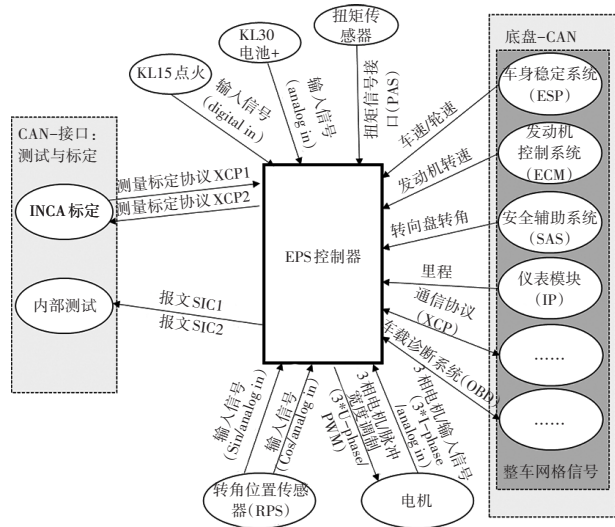 KL15点火
KL30
电池+
扭矩传
感器
输入信号
(digital in)
输入信号
(analog in)
扭矩信号接
口(PAS)
CAN-接口:
测试与标定
INCA标定
内部测试
测量标定协议 XCP1
测量标定协议 XCP2
报文SIC1
报文SIC2
EPS控制器
车速/轮速
发动机转速
转向盘转角
里程
通信协议
(XCP)
车载诊断系统(OBD)
底盘-CAN
车身稳定系统
(ESP)
发动机
控制系统
(ECM)
安全辅助系统
(SAS)
仪表模块
(IP)
……
……
整车网格信号
输入信号
(Sin/analog in)
输入信号
(Cos/analog in)
3相电机/脉冲
宽度调制
(3*U-phase/
PWM)
3相电机/输入信号
(3*I-phase
/analog in)
转角位置传感
器(RPS)
电机